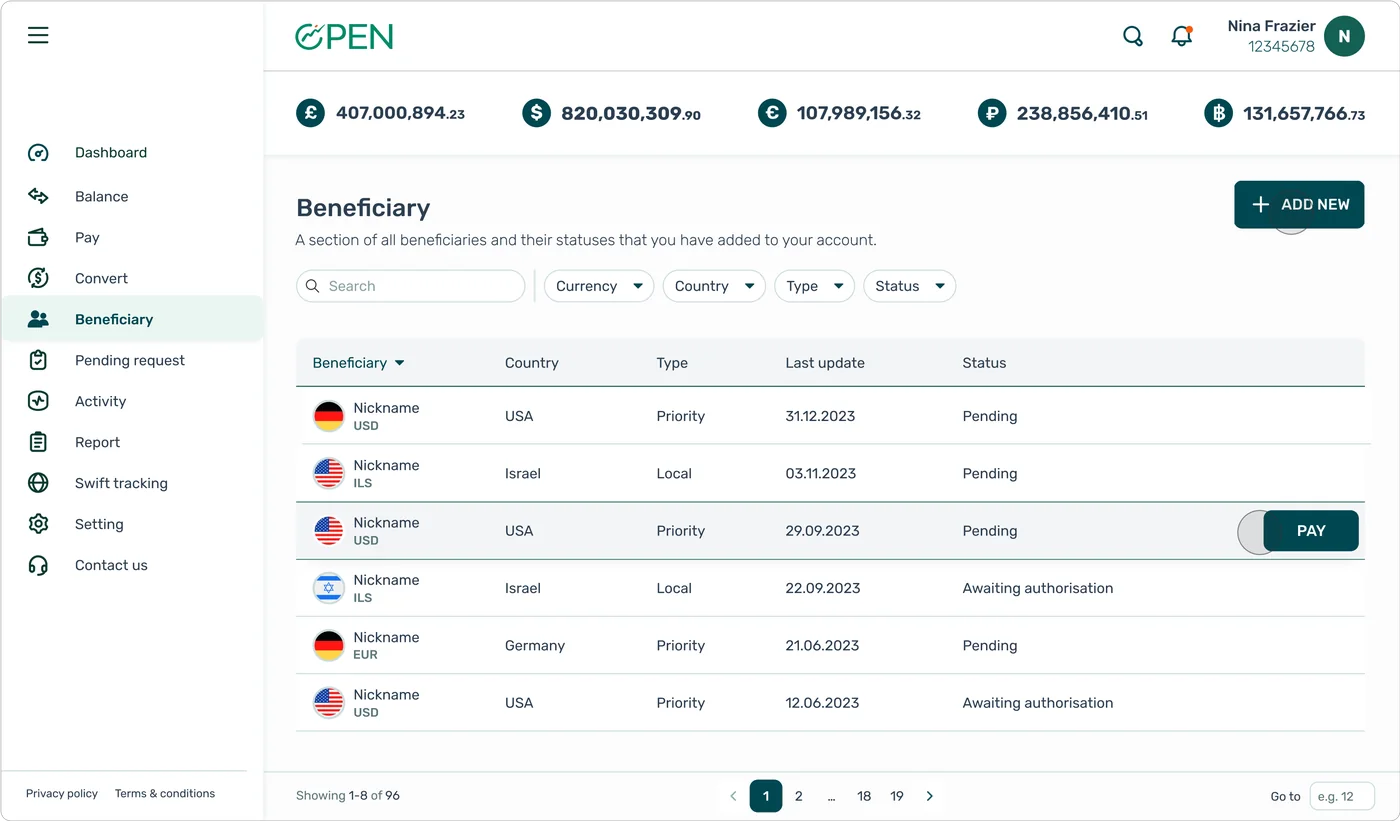 OPEN
Nina Frazier
12345678
N
£ 407,000,894.23 $ 820,030,309.90 € 107,989,156.32 ₽ 238,856,410.51 ฿ 131,657,766.73
Dashboard
Balance
Pay
Convert
Beneficiary
Pending request
Activity
Report
Swift tracking
Setting
Contact us
Privacy policy Terms & conditions
Beneficiary
A section of all beneficiaries and their statuses that you have added to your account.
+ ADD NEW
Search Currency Country Type Status
Beneficiary Country Type Last update Status
Nickname
USD
USA Priority 31.12.2023 Pending
Nickname
ILS
Israel Local 03.11.2023 Pending
Nickname
USD
USA Priority 29.09.2023 Pending PAY
Nickname
ILS
Israel Local 22.09.2023 Awaiting authorisation
Nickname
EUR
Germany Priority 21.06.2023 Pending
Nickname
USD
USA Priority 12.06.2023 Awaiting authorisation
Showing 1-8 of 96 < 1 2 ... 18 19 > Go to e.g. 12